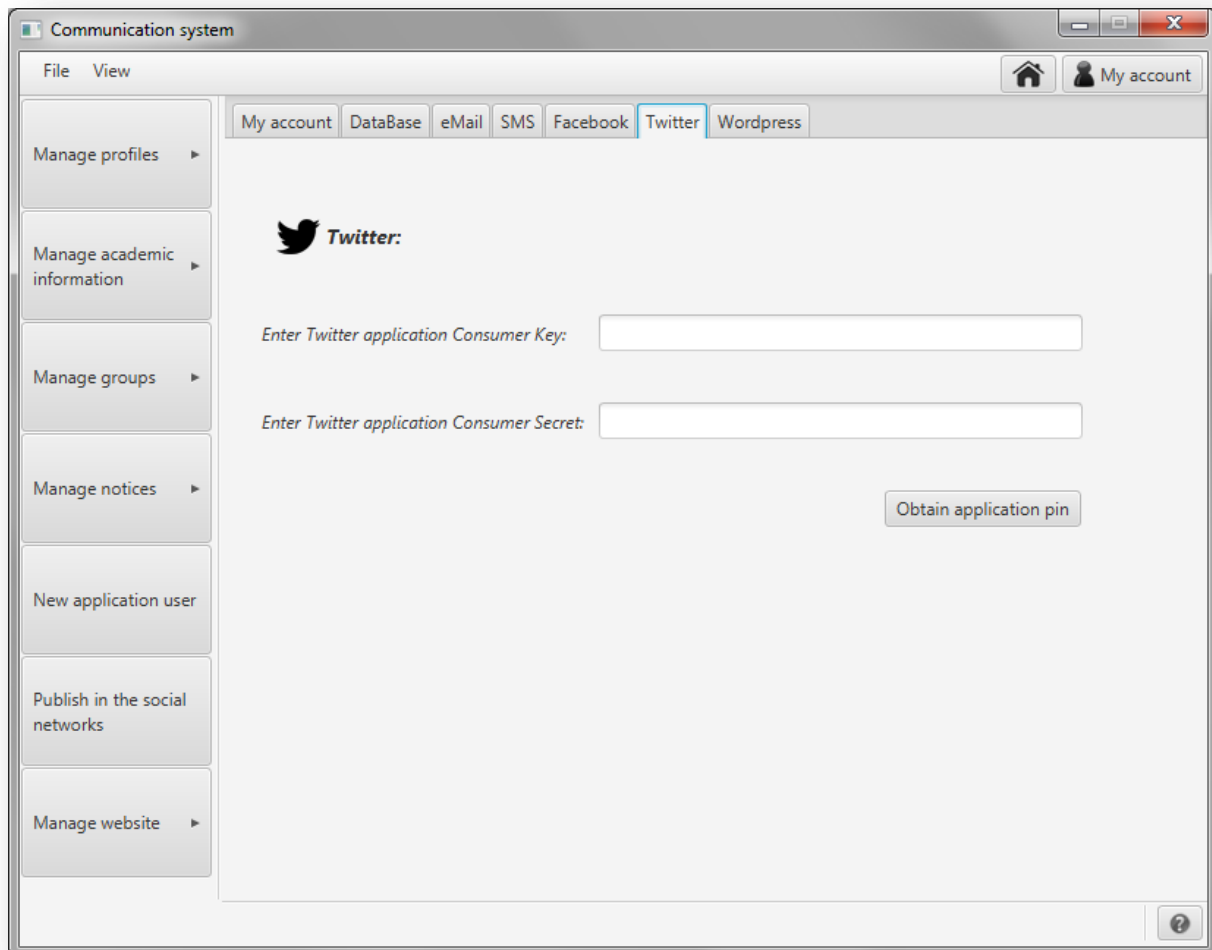 Communication system
File View
My account
My account DataBase eMail SMS Facebook Twitter Wordpress
Manage profiles
Manage academic
information
Manage groups
Manage notices
New application user
Publish in the social
networks
Manage website
Twitter:
Enter Twitter application Consumer Key:
Enter Twitter application Consumer Secret:
Obtain application pin
?